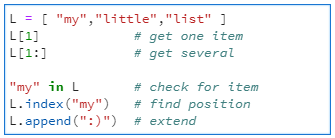 L = [ "my","little","list" ]
L[1]             # get one item
L[1:]            # get several

"my" in L        # check for item
L.index("my")    # find position
L.append(":)")  # extend